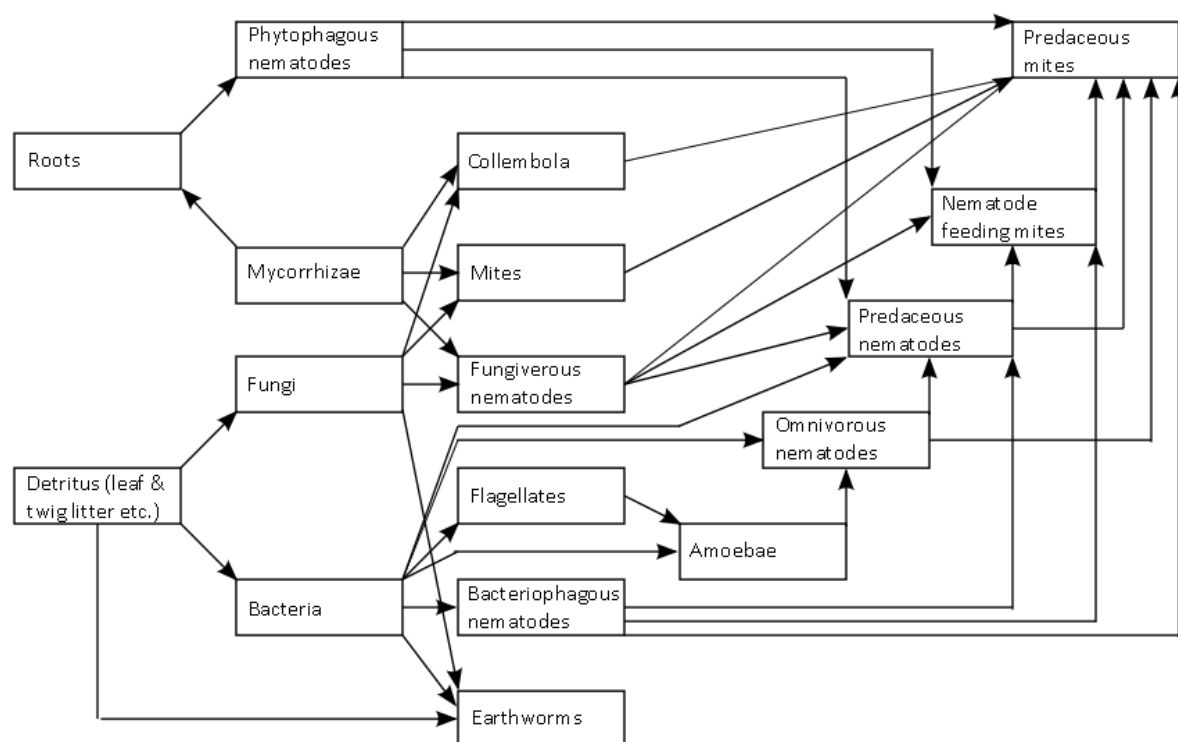 Phytophagous
nematodes
Predaceous
mites
Roots
Collembola
Nematode
feeding mites
Mycorrhizae
Mites
Predaceous
nematodes
Fungi
Fungiverous
nematodes
Omnivorous
nematodes
Detritus (leaf &
twig litter etc.)
Flagellates
Amoebae
Bacteria
Bacteriophagous
nematodes
Earthworms